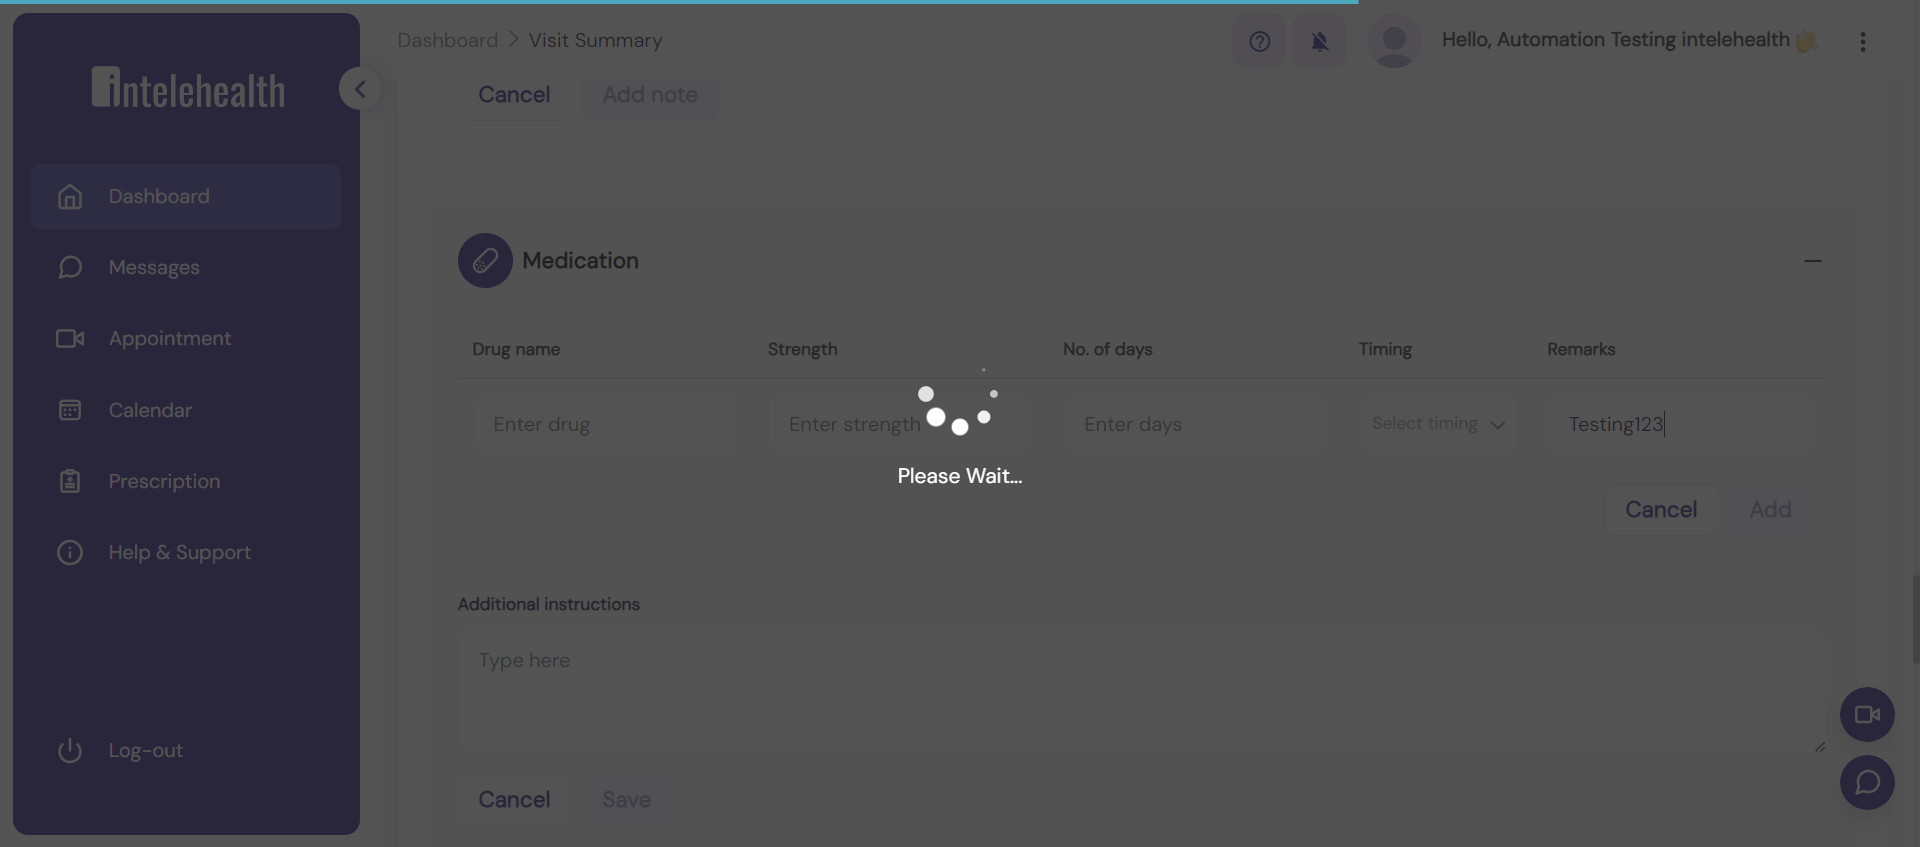 Dashboard > Visit Summary
Hello, Automation Testing intelehealth 👋
intelehealth
Dashboard
Messages
Appointment
Calendar
Prescription
Help & Support
Log-out
Cancel
Add note
Medication
Drug name Strength No. of days Timing Remarks
Enter drug Enter strength Enter days Select timing Testing123
Please Wait...
Cancel Add
Additional instructions
Type here
Cancel Save